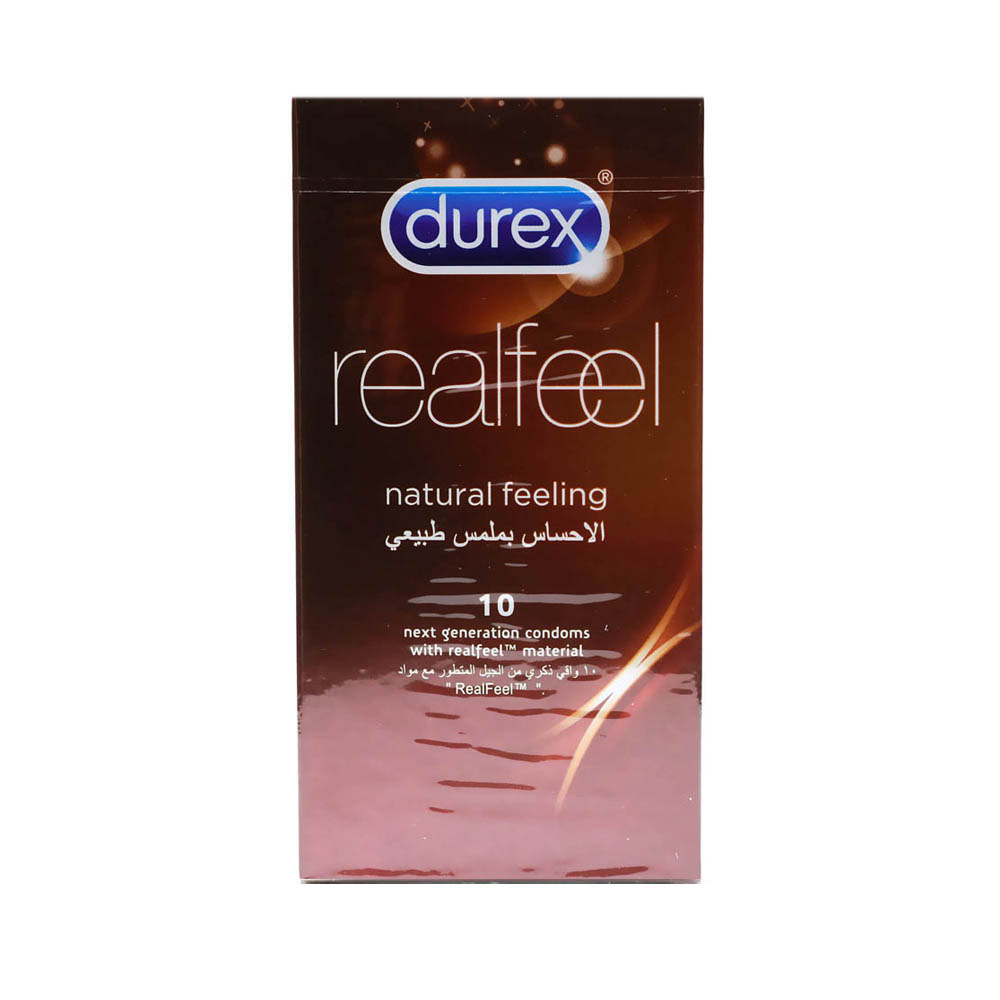 durex®
realfeel
natural feeling
الاحساس بملمس طبيعي
10
next generation condoms
with realfeel™ material
١٠ واقي ذكري من الجيل المتطور مع مواد
" RealFeel™ ".